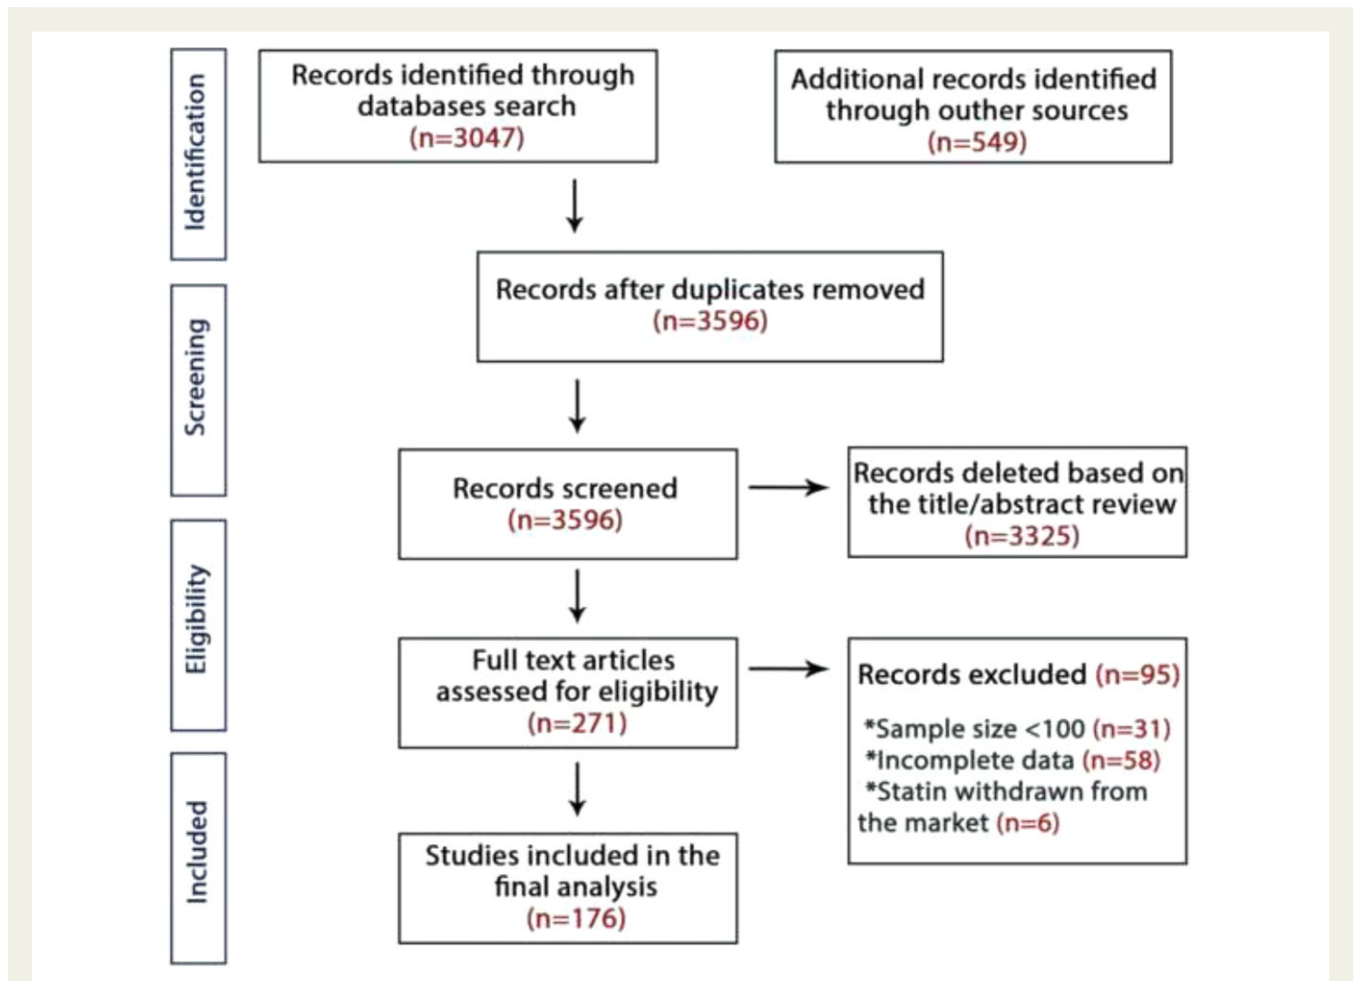 Identification
Records identified through
databases search
(n=3047)
Additional records identified
through outher sources
(n=549)
Screening
Records after duplicates removed
(n=3596)
Records screened
(n=3596)
Records deleted based on
the title/abstract review
(n=3325)
Eligibility
Full text articles
assessed for eligibility
(n=271)
Records excluded (n=95)
*Sample size <100 (n=31)
*Incomplete data (n=58)
*Statin withdrawn from
the market (n=6)
Included
Studies included in the
final analysis
(n=176)